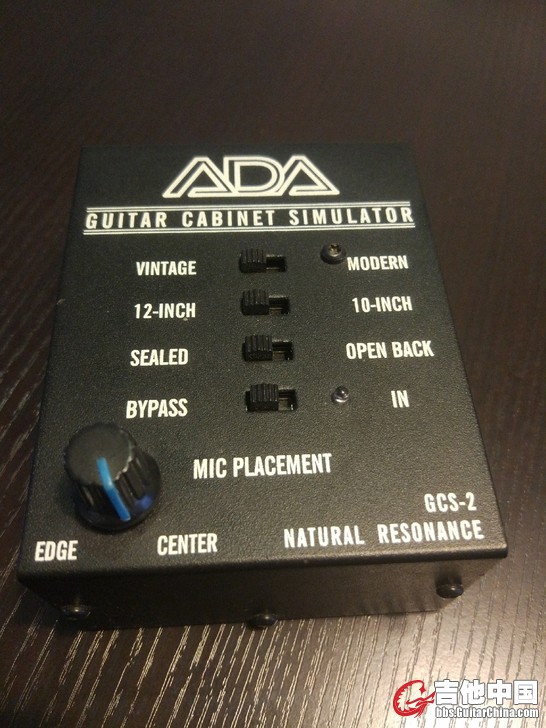 ADA
GUITAR CABINET SIMULATOR
VINTAGE MODERN
12-INCH 10-INCH
SEALED OPEN BACK
BYPASS IN
MIC PLACEMENT
GCS-2
EDGE CENTER NATURAL RESONANCE
吉他中国
bbs.GuitarChina.com